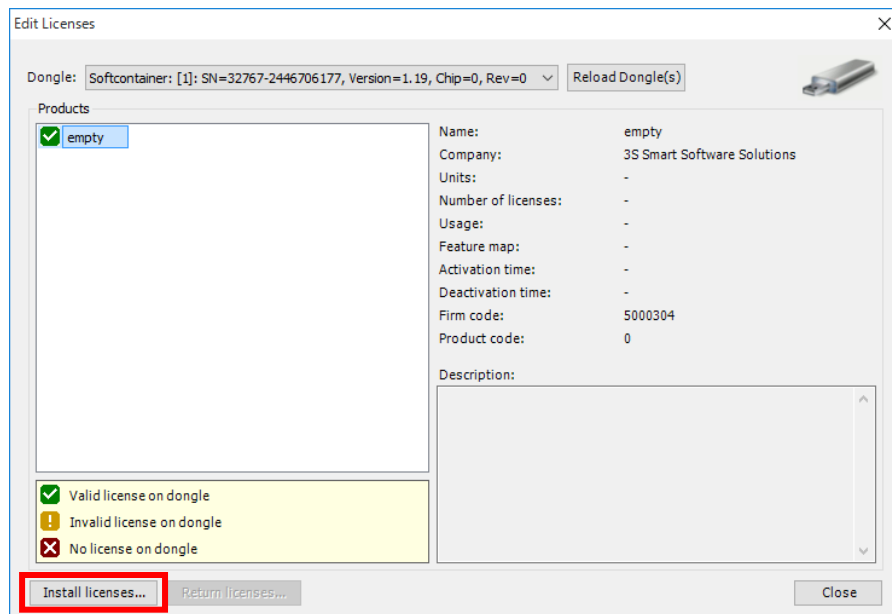 Edit Licenses
Dongle: Softcontainer: [1]: SN=32767-2446706177, Version=1.19, Chip=0, Rev=0 Reload Dongle(s)
Products
empty
Name: empty
Company: 3S Smart Software Solutions
Units: -
Number of licenses: -
Usage: -
Feature map: -
Activation time: -
Deactivation time: -
Firm code: 5000304
Product code: 0
Description:
Valid license on dongle
Invalid license on dongle
No license on dongle
Install licenses... Return licenses... Close